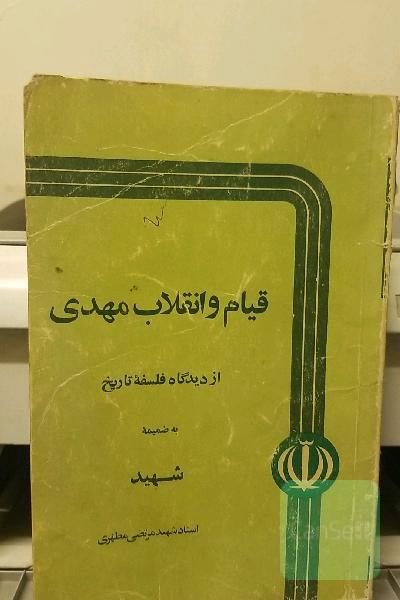 قیام و انقلاب مهدی
از دیدگاه فلسفهٔ تاریخ
به ضمیمهٔ
شهید
استاد شهید مرتضی مطهری